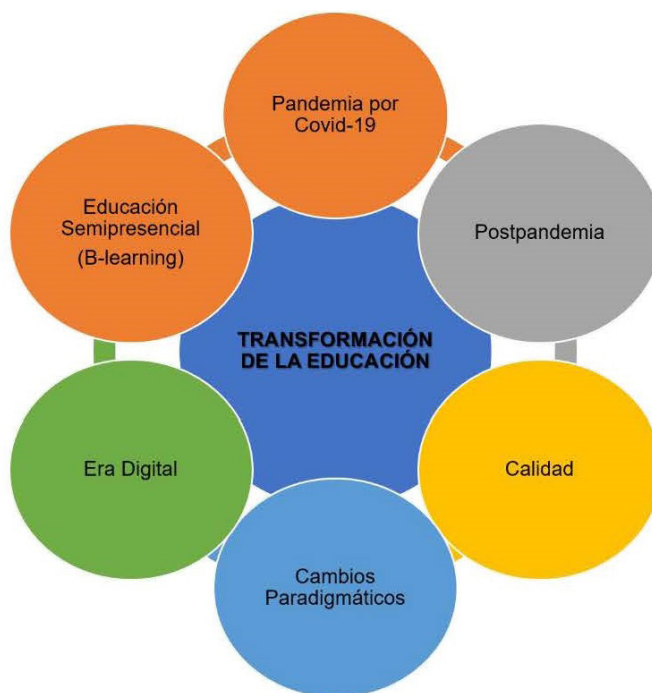 Pandemia por
Covid-19
Educación
Semipresencial
(B-learning)
Postpandemia
TRANSFORMACIÓN
DE LA EDUCACIÓN
Era Digital
Calidad
Cambios
Paradigmáticos